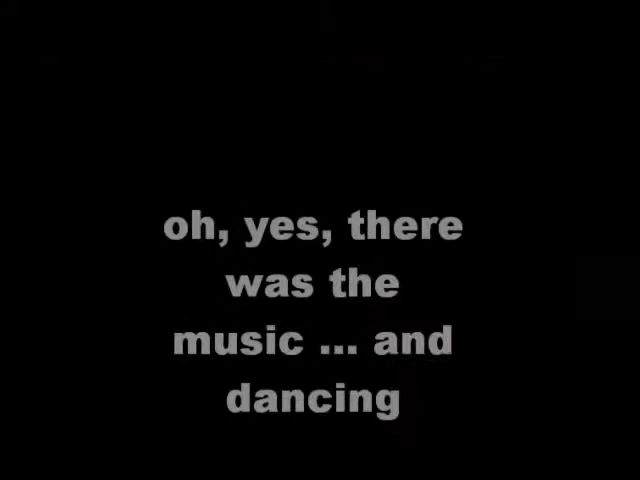 oh, yes, there
was the
music ... and
dancing